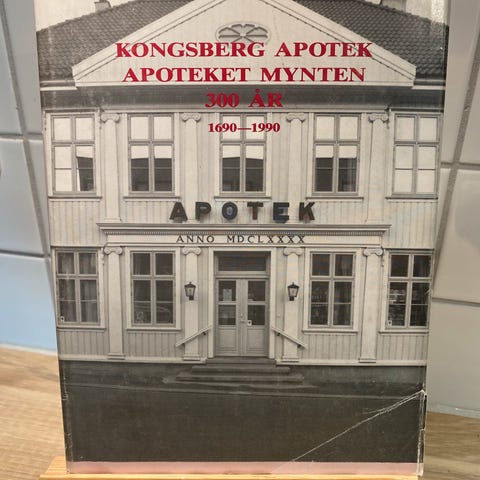 KONGSBERG APOTEK
APOTEKET MYNTEN
300 ÅR
1690—1990
APOTEK
ANNO MDCLXXXX